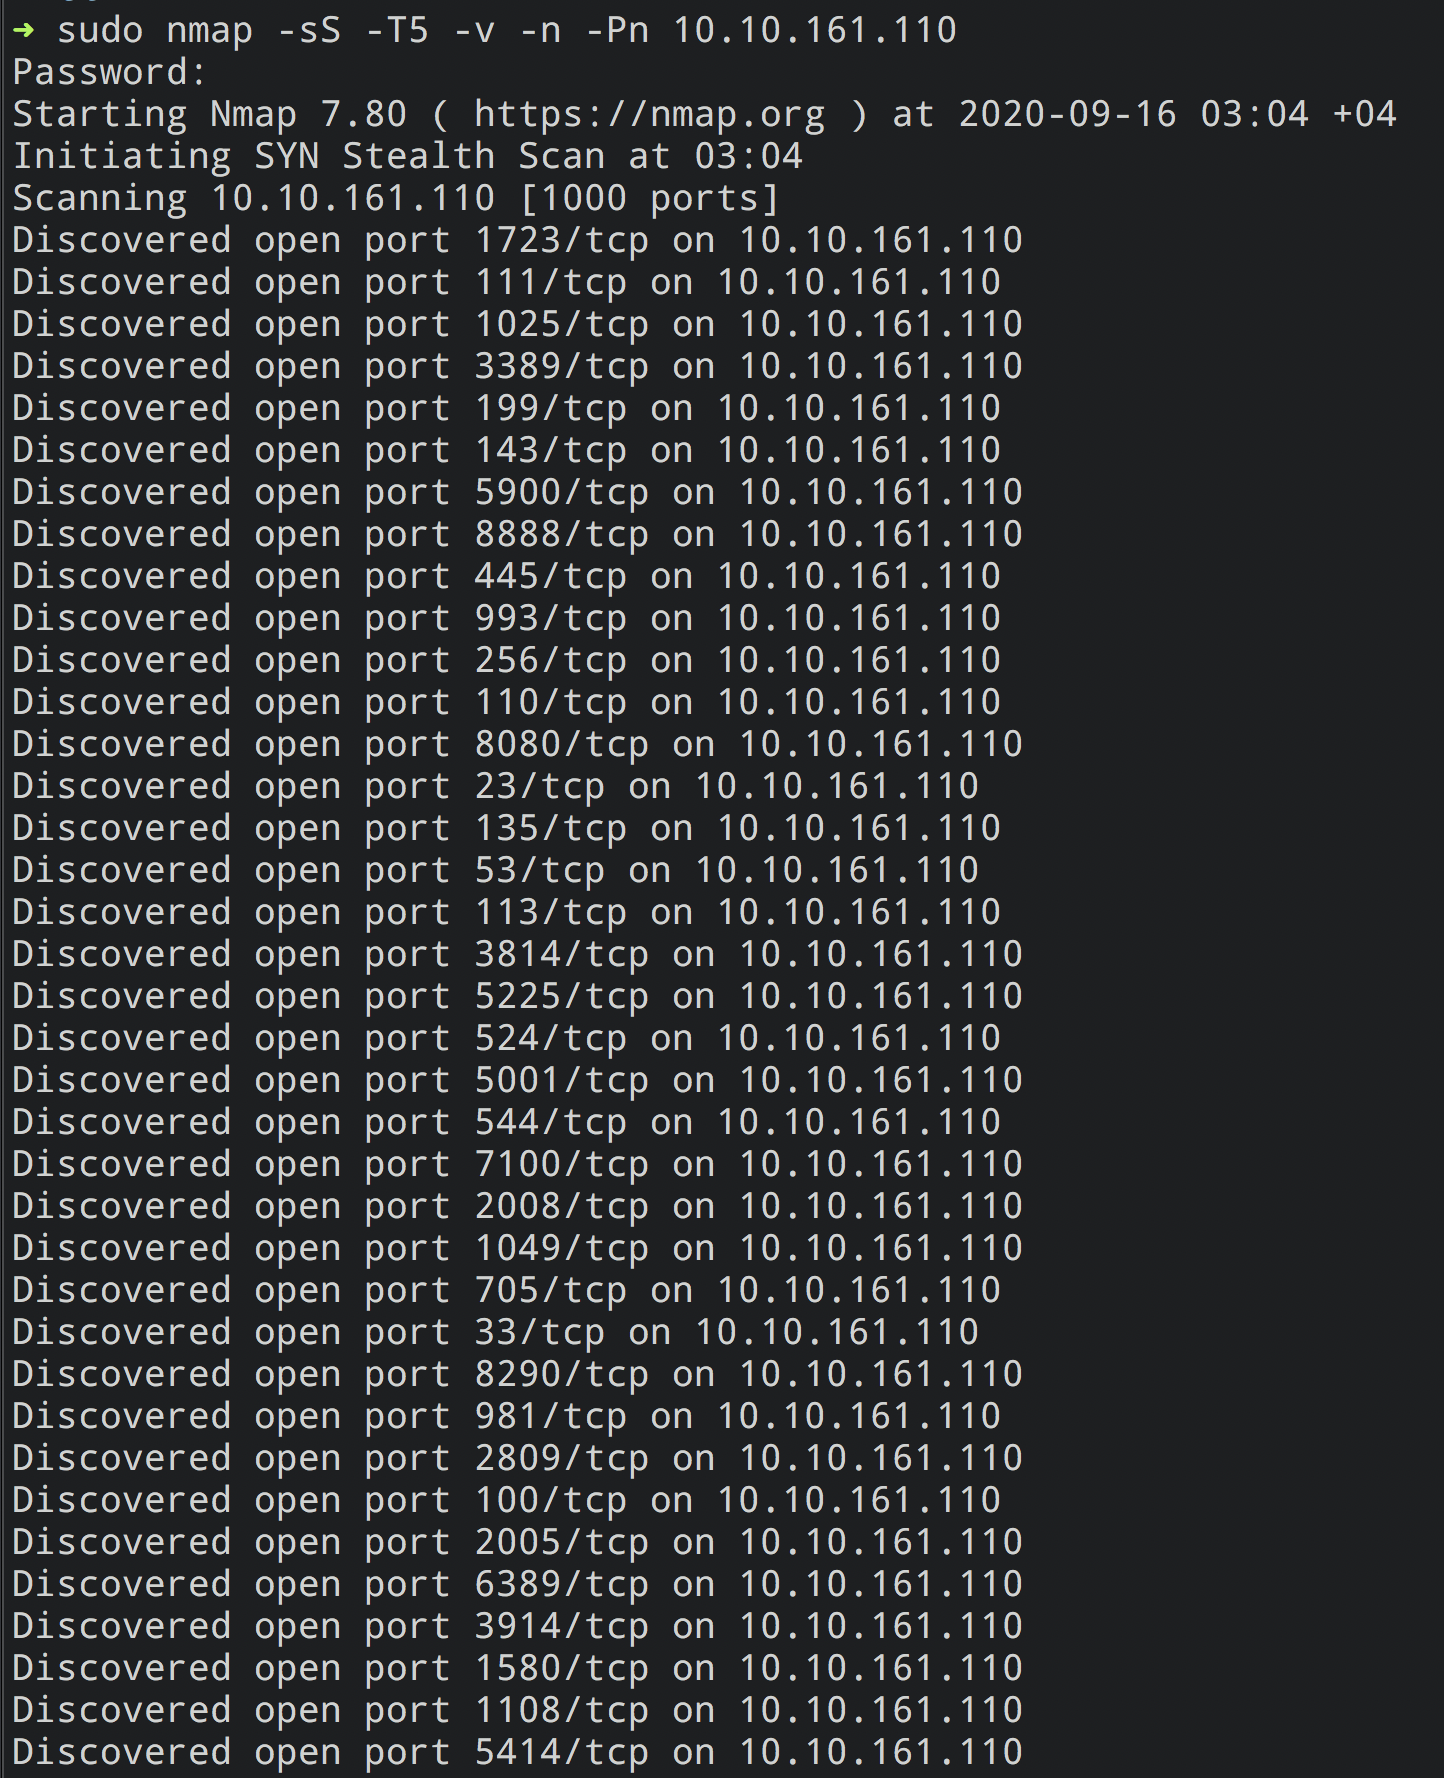 ➜ sudo nmap -sS -T5 -v -n -Pn 10.10.161.110
Password:
Starting Nmap 7.80 ( https://nmap.org ) at 2020-09-16 03:04 +04
Initiating SYN Stealth Scan at 03:04
Scanning 10.10.161.110 [1000 ports]
Discovered open port 1723/tcp on 10.10.161.110
Discovered open port 111/tcp on 10.10.161.110
Discovered open port 1025/tcp on 10.10.161.110
Discovered open port 3389/tcp on 10.10.161.110
Discovered open port 199/tcp on 10.10.161.110
Discovered open port 143/tcp on 10.10.161.110
Discovered open port 5900/tcp on 10.10.161.110
Discovered open port 8888/tcp on 10.10.161.110
Discovered open port 445/tcp on 10.10.161.110
Discovered open port 993/tcp on 10.10.161.110
Discovered open port 256/tcp on 10.10.161.110
Discovered open port 110/tcp on 10.10.161.110
Discovered open port 8080/tcp on 10.10.161.110
Discovered open port 23/tcp on 10.10.161.110
Discovered open port 135/tcp on 10.10.161.110
Discovered open port 53/tcp on 10.10.161.110
Discovered open port 113/tcp on 10.10.161.110
Discovered open port 3814/tcp on 10.10.161.110
Discovered open port 5225/tcp on 10.10.161.110
Discovered open port 524/tcp on 10.10.161.110
Discovered open port 5001/tcp on 10.10.161.110
Discovered open port 544/tcp on 10.10.161.110
Discovered open port 7100/tcp on 10.10.161.110
Discovered open port 2008/tcp on 10.10.161.110
Discovered open port 1049/tcp on 10.10.161.110
Discovered open port 705/tcp on 10.10.161.110
Discovered open port 33/tcp on 10.10.161.110
Discovered open port 8290/tcp on 10.10.161.110
Discovered open port 981/tcp on 10.10.161.110
Discovered open port 2809/tcp on 10.10.161.110
Discovered open port 100/tcp on 10.10.161.110
Discovered open port 2005/tcp on 10.10.161.110
Discovered open port 6389/tcp on 10.10.161.110
Discovered open port 3914/tcp on 10.10.161.110
Discovered open port 1580/tcp on 10.10.161.110
Discovered open port 1108/tcp on 10.10.161.110
Discovered open port 5414/tcp on 10.10.161.110